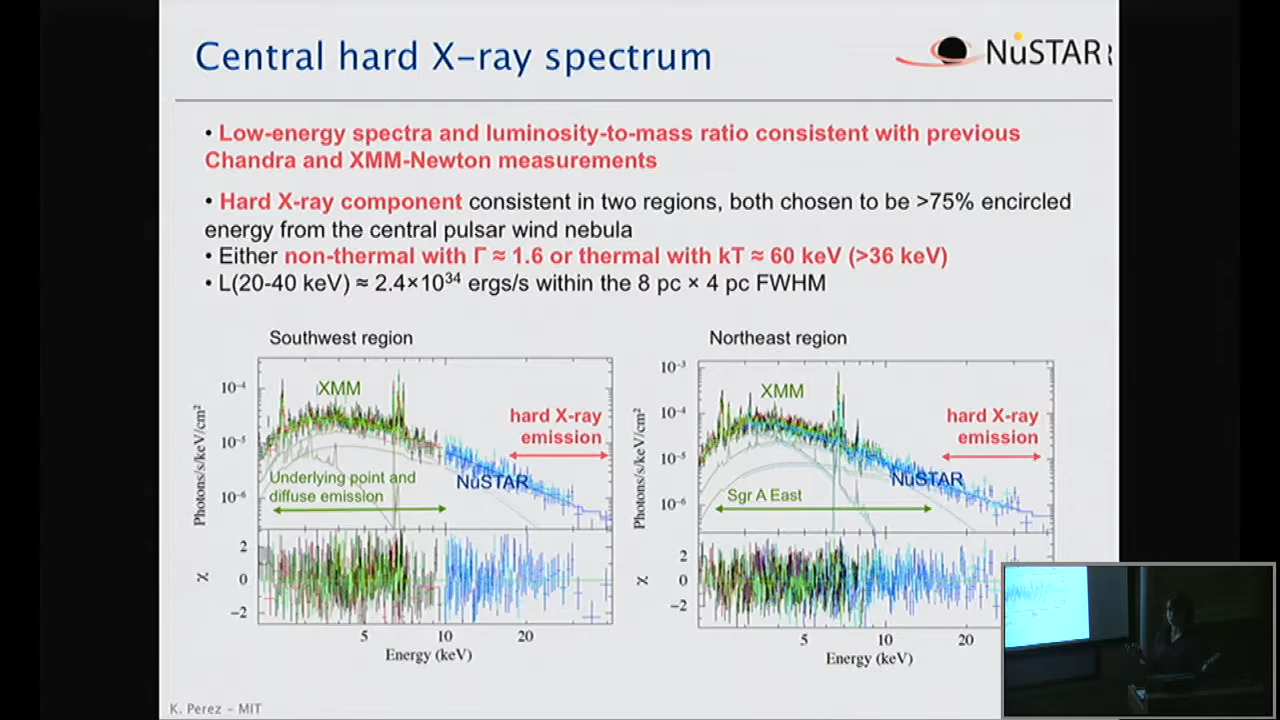 Central hard X-ray spectrum
NuSTAR
• Low-energy spectra and luminosity-to-mass ratio consistent with previous
Chandra and XMM-Newton measurements
• Hard X-ray component consistent in two regions, both chosen to be >75% encircled
energy from the central pulsar wind nebula
• Either non-thermal with Γ ≈ 1.6 or thermal with kT ≈ 60 keV (>36 keV)
• L(20-40 keV) ≈ 2.4×10³⁴ ergs/s within the 8 pc × 4 pc FWHM
Southwest region
10⁻⁴
10⁻⁵
10⁻⁶
Photons/s/keV/cm²
XMM
hard X-ray
emission
Underlying point and
diffuse emission
NuSTAR
2
0
−2
χ
5
10
20
Energy (keV)
Northeast region
10⁻³
10⁻⁴
10⁻⁵
10⁻⁶
Photons/s/keV/cm²
XMM
hard X-ray
emission
NuSTAR
Sgr A East
2
0
−2
χ
5
10
20
Energy (keV)
K. Perez – MIT